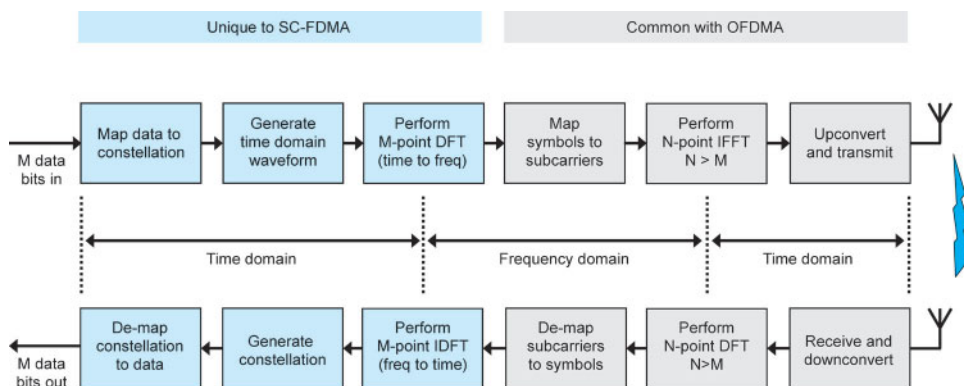 Unique to SC-FDMA
Common with OFDMA
M data
bits in
Map data to
constellation
Generate
time domain
waveform
Perform
M-point DFT
(time to freq)
Map
symbols to
subcarriers
Perform
N-point IFFT
N > M
Upconvert
and transmit
Time domain
Frequency domain
Time domain
M data
bits out
De-map
constellation
to data
Generate
constellation
Perform
M-point IDFT
(freq to time)
De-map
subcarriers
to symbols
Perform
N-point DFT
N>M
Receive and
downconvert